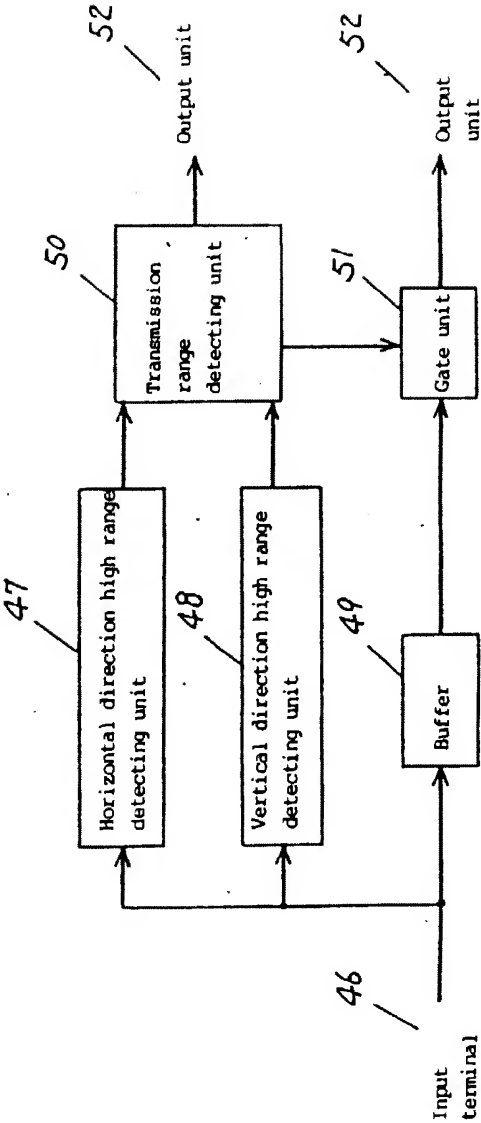 46
Input
terminal
47
Horizontal direction high range
detecting unit
48
Vertical direction high range
detecting unit
49
Buffer
50
Transmission
range
detecting unit
51
Gate unit
52
Output unit
52
Output
unit